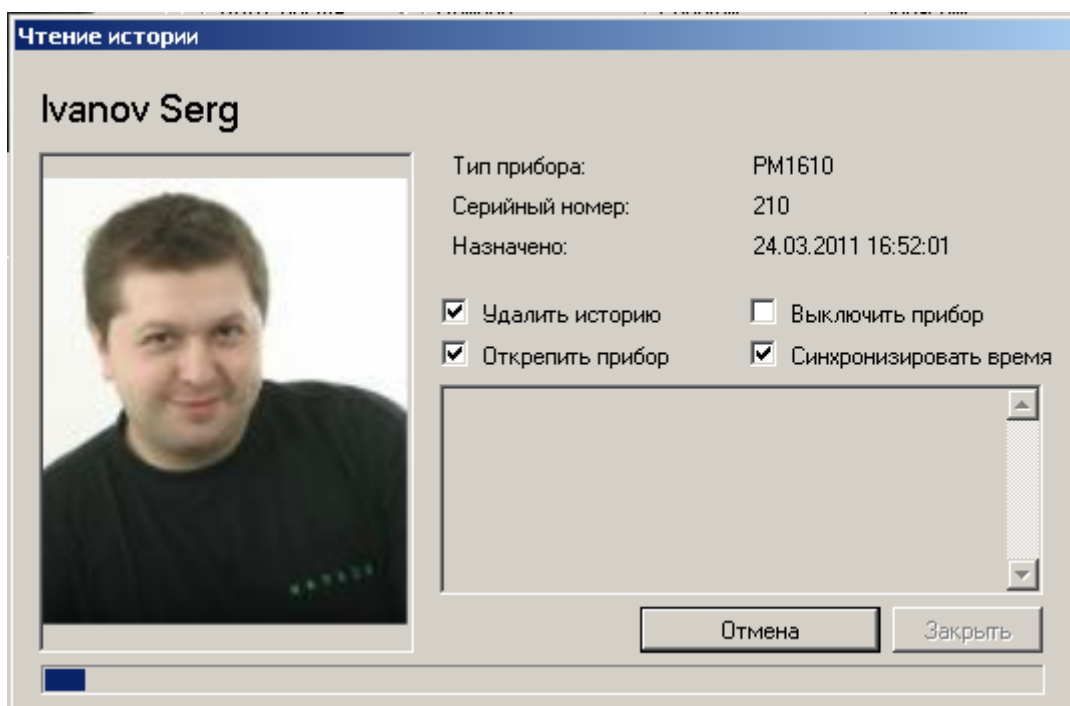 Чтение истории
Ivanov Serg
Тип прибора: PM1610
Серийный номер: 210
Назначено: 24.03.2011 16:52:01
Удалить историю Выключить прибор
Открепить прибор Синхронизировать время
Отмена Закрыть